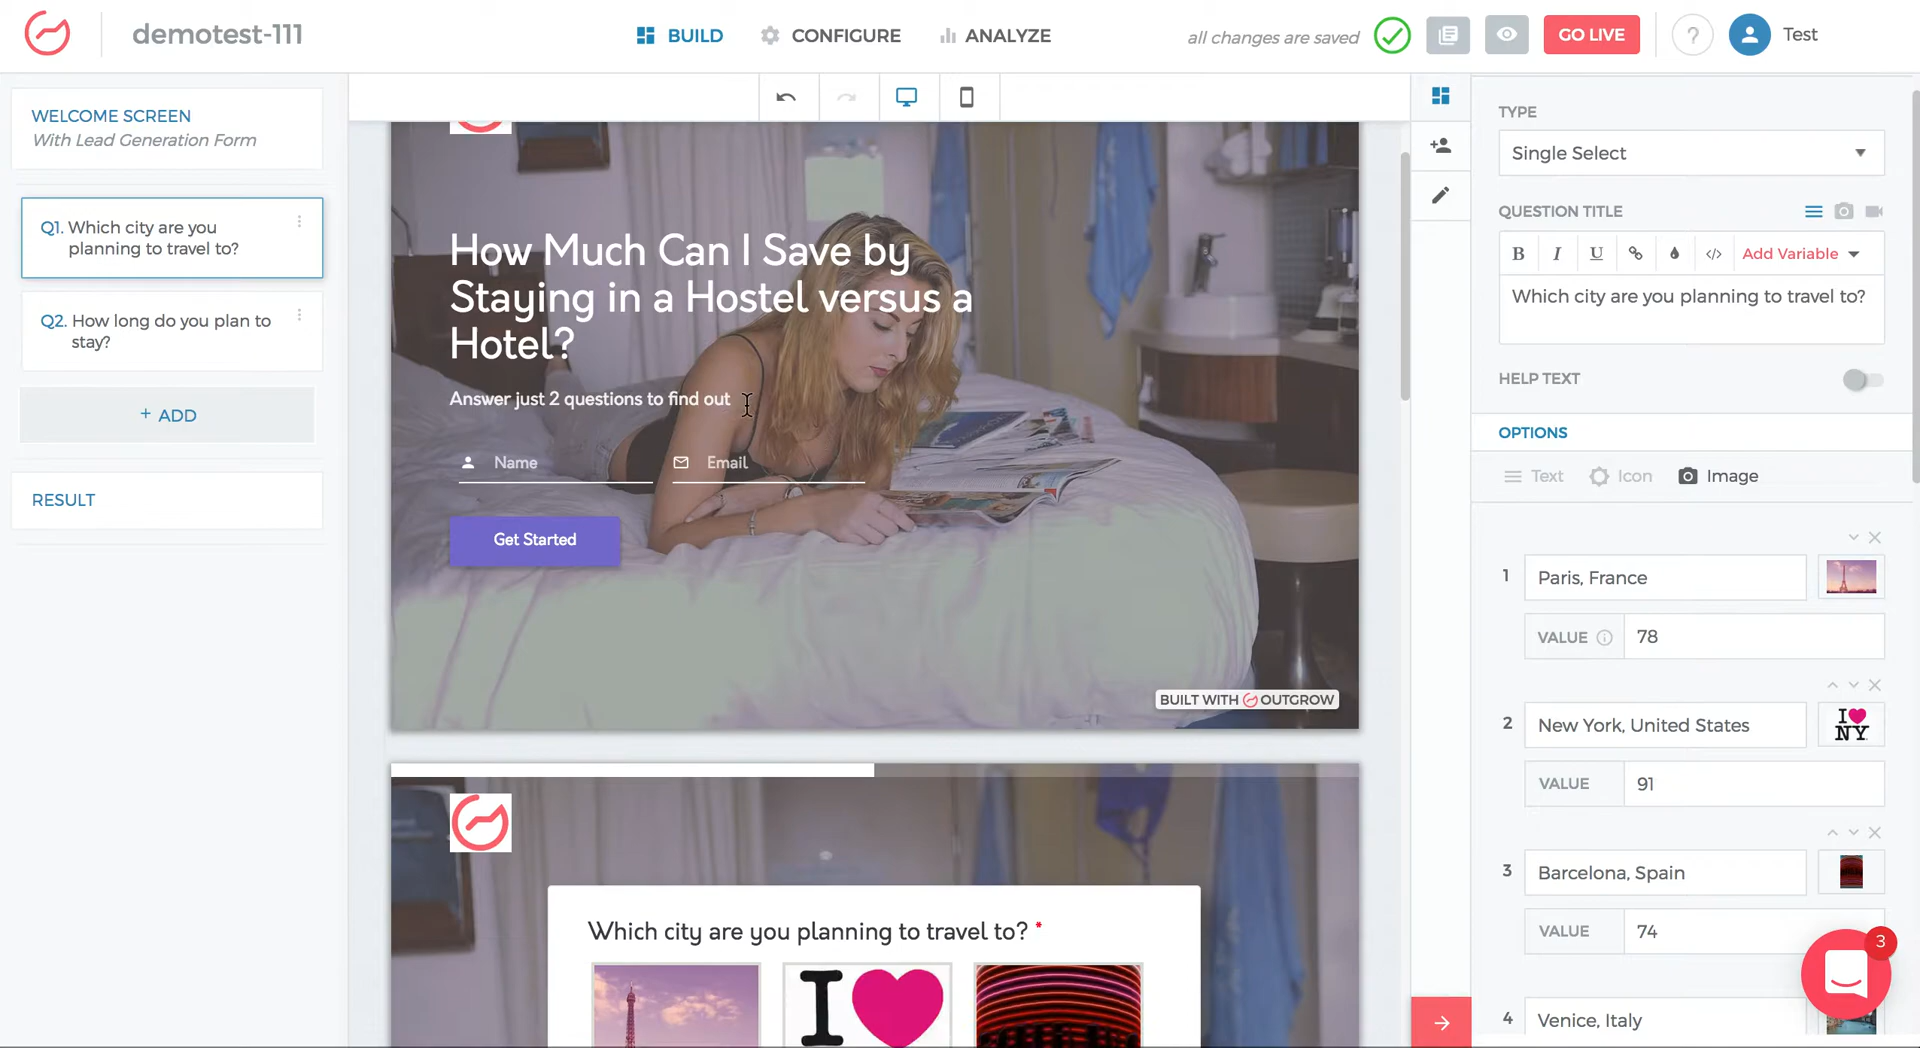 demotest-111
BUILD
CONFIGURE
ANALYZE
all changes are saved
GO LIVE
?
Test
WELCOME SCREEN
With Lead Generation Form
Q1. Which city are you
planning to travel to?
Q2. How long do you plan to
stay?
+ ADD
RESULT
How Much Can I Save by
Staying in a Hostel versus a
Hotel?
Answer just 2 questions to find out
Name
Email
Get Started
BUILT WITH OUTGROW
Which city are you planning to travel to? *
I
TYPE
Single Select
QUESTION TITLE
B I U </> Add Variable
Which city are you planning to travel to?
HELP TEXT
OPTIONS
Text
Icon
Image
1
Paris, France
VALUE
78
2
New York, United States
I
NY
VALUE
91
3
Barcelona, Spain
VALUE
74
3
4
Venice, Italy